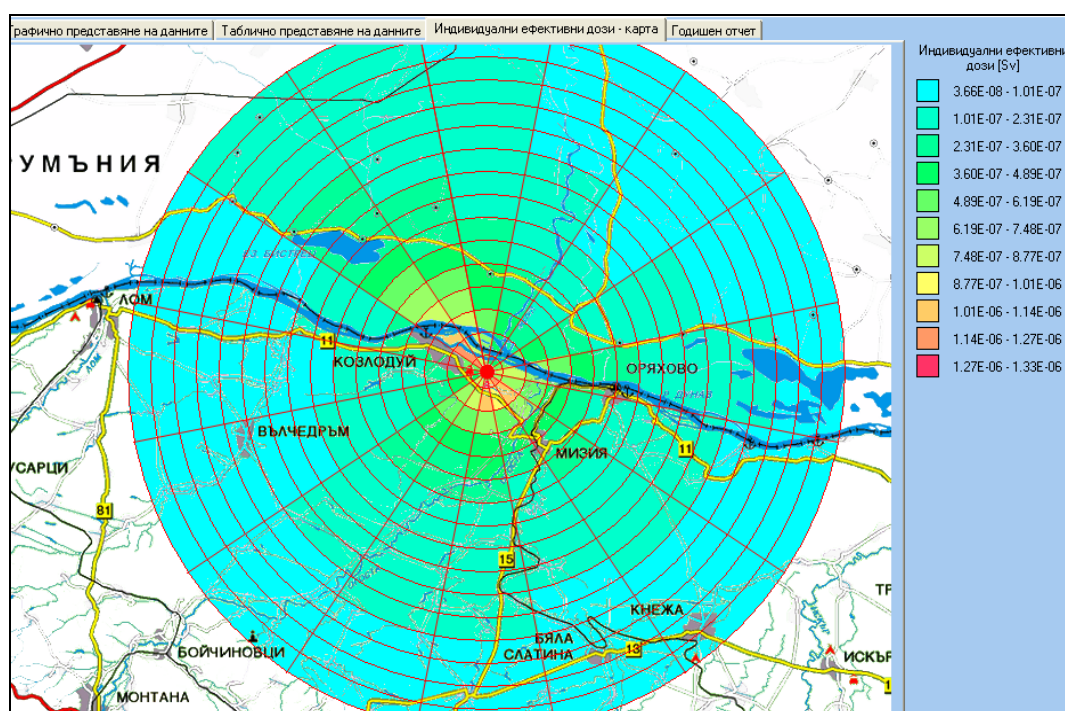 рафично представяне на данните
Таблично представяне на данните
Индивидуални ефективни дози - карта
Годишен отчет
Индивидуални ефективни
дози [Sv]
3.66E-08 - 1.01E-07
1.01E-07 - 2.31E-07
2.31E-07 - 3.60E-07
3.60E-07 - 4.89E-07
4.89E-07 - 6.19E-07
6.19E-07 - 7.48E-07
7.48E-07 - 8.77E-07
8.77E-07 - 1.01E-06
1.01E-06 - 1.14E-06
1.14E-06 - 1.27E-06
1.27E-06 - 1.33E-06
УМЪНИЯ
ЕЗ. БИСТРЕЦ
ЛОМ
11
КОЗЛОДУЙ
ОРЯХОВО
ДУНАВ
ЛОМ
ВЪЛЧЕДРЪМ
МИЗИЯ
11
УСАРЦИ
81
15
КНЕЖА
ТР
БЯЛА
СЛАТИНА
13
ИСКЪР
БОЙЧИНОВЦИ
МОНТАНА